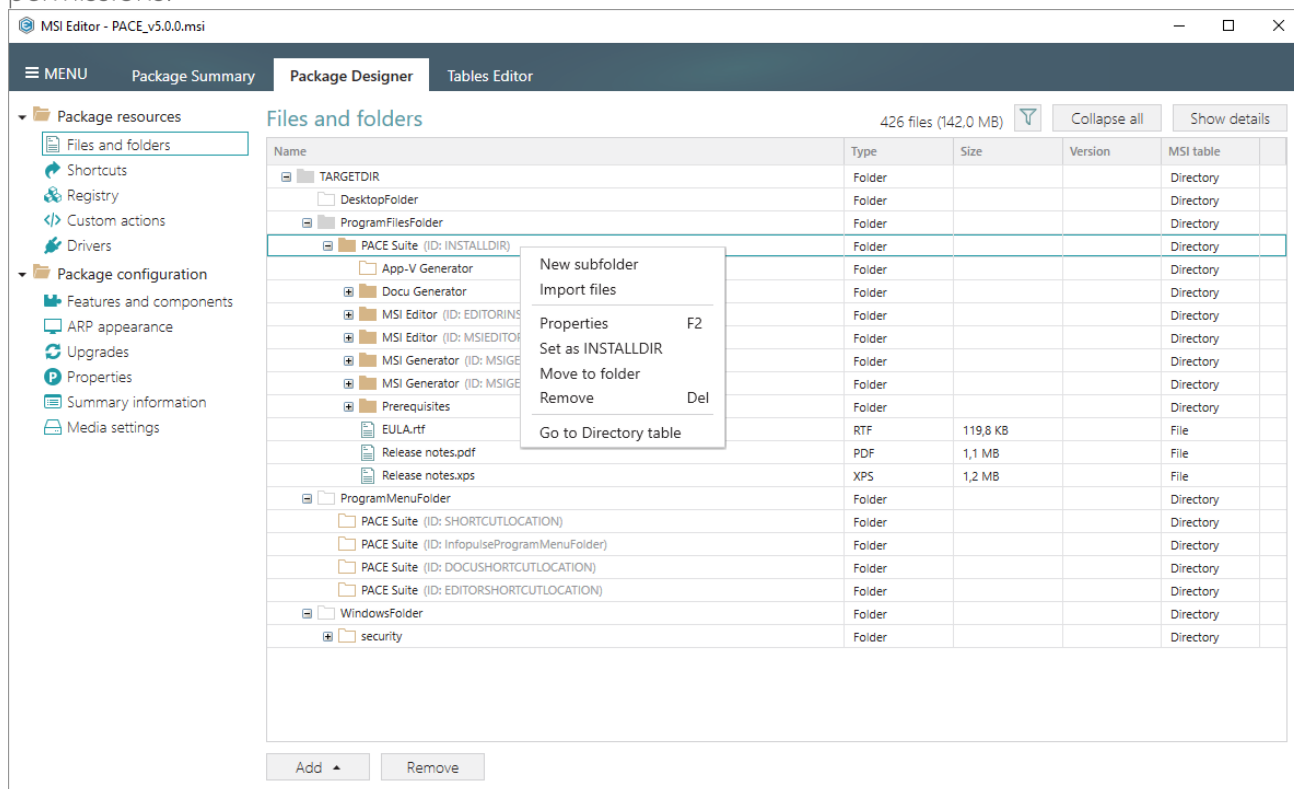 permissions.
MSI Editor - PACE_v5.0.0.msi
MENU Package Summary Package Designer Tables Editor
Package resources
Files and folders
Shortcuts
Registry
Custom actions
Drivers
Package configuration
Features and components
ARP appearance
Upgrades
Properties
Summary information
Media settings
Files and folders 426 files (142,0 MB) Collapse all Show details
Name Type Size Version MSI table
TARGETDIR Folder Directory
DesktopFolder Folder Directory
ProgramFilesFolder Folder Directory
PACE Suite (ID: INSTALLDIR) Folder Directory
App-V Generator Folder Directory
Docu Generator Folder Directory
MSI Editor (ID: EDITORINS Folder Directory
MSI Editor (ID: MSIEDITOR Folder Directory
MSI Generator (ID: MSIGE Folder Directory
MSI Generator (ID: MSIGE Folder Directory
Prerequisites Folder Directory
EULA.rtf RTF 119,8 KB File
Release notes.pdf PDF 1,1 MB File
Release notes.xps XPS 1,2 MB File
ProgramMenuFolder Folder Directory
PACE Suite (ID: SHORTCUTLOCATION) Folder Directory
PACE Suite (ID: InfopulseProgramMenuFolder) Folder Directory
PACE Suite (ID: DOCUSHORTCUTLOCATION) Folder Directory
PACE Suite (ID: EDITORSHORTCUTLOCATION) Folder Directory
WindowsFolder Folder Directory
security Folder Directory
New subfolder
Import files
Properties F2
Set as INSTALLDIR
Move to folder
Remove Del
Go to Directory table
Add Remove